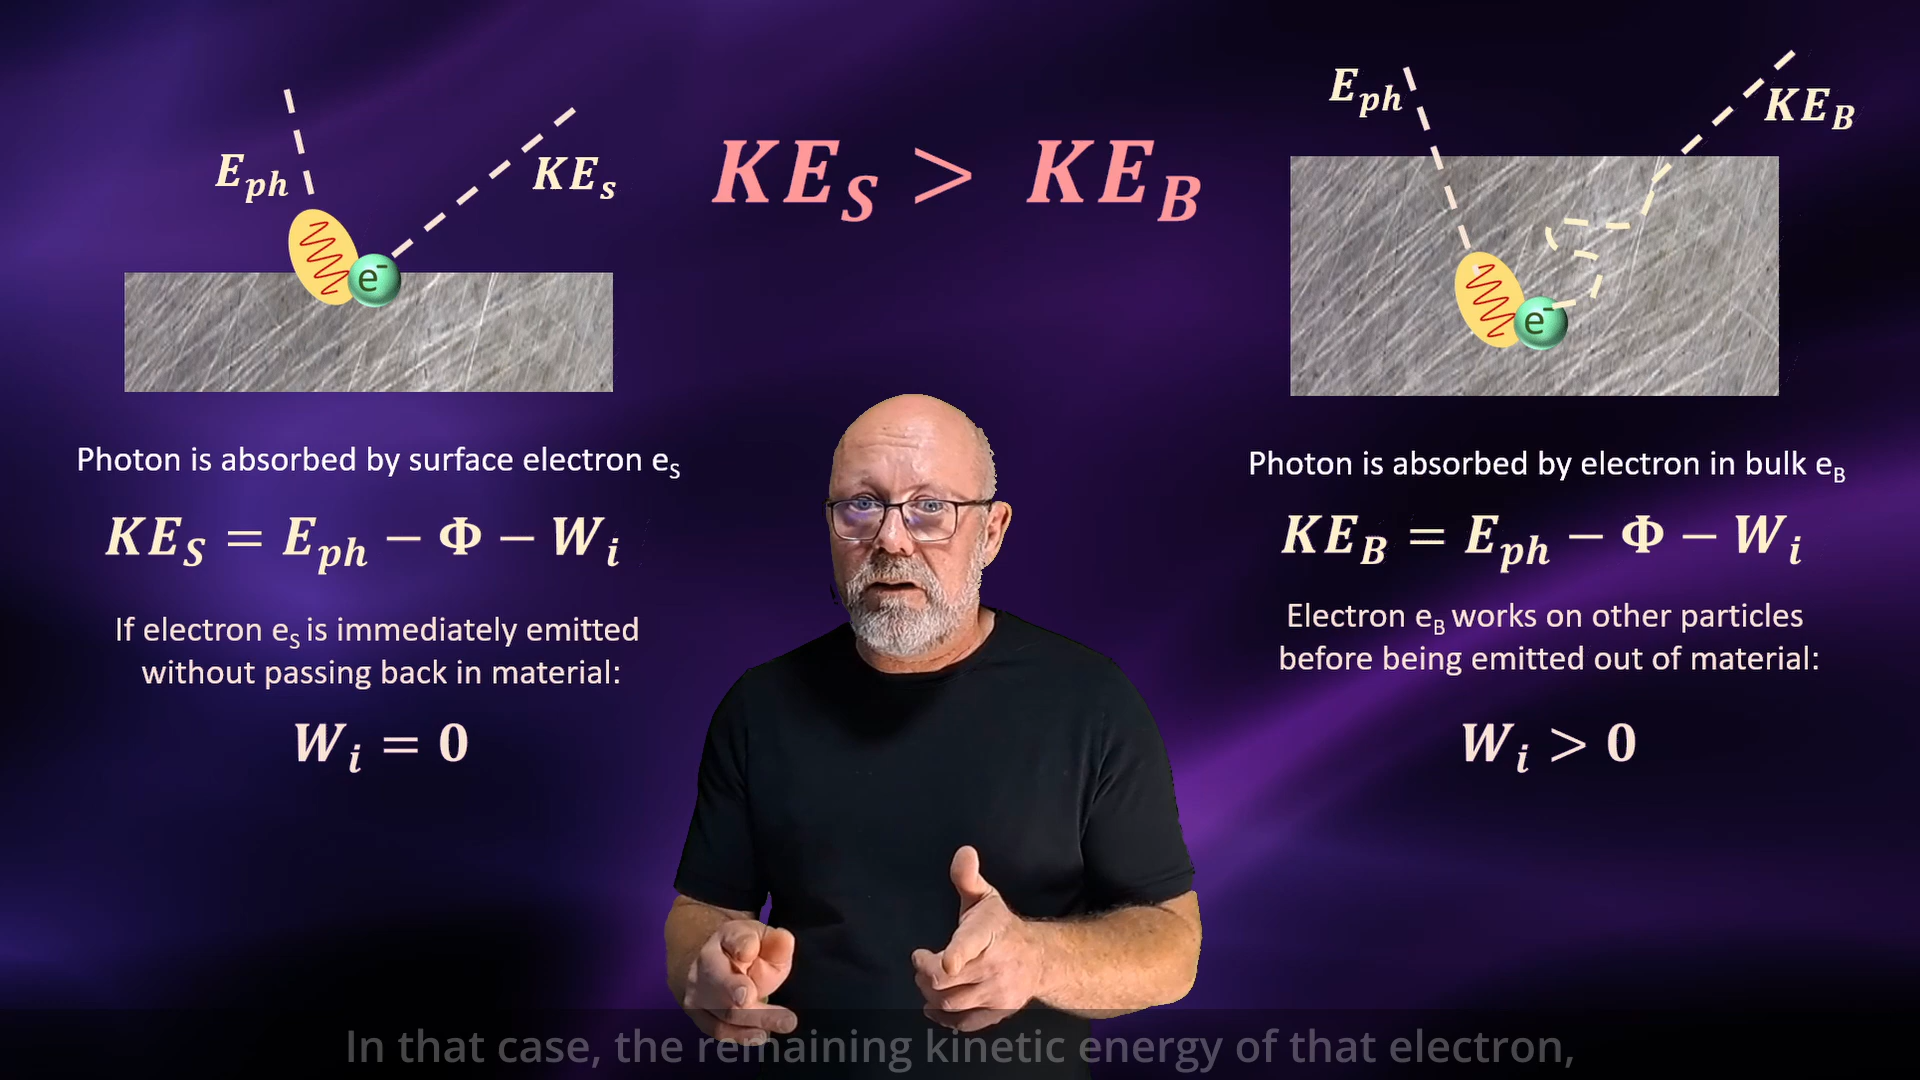 E_ph
KE_s
e⁻
Photon is absorbed by surface electron e_S
KE_S = E_ph − Φ − W_i
If electron e_S is immediately emitted
without passing back in material:
W_i = 0
KE_S > KE_B
E_ph
KE_B
e⁻
Photon is absorbed by electron in bulk e_B
KE_B = E_ph − Φ − W_i
Electron e_B works on other particles
before being emitted out of material:
W_i > 0
In that case, the remaining kinetic energy of that electron,